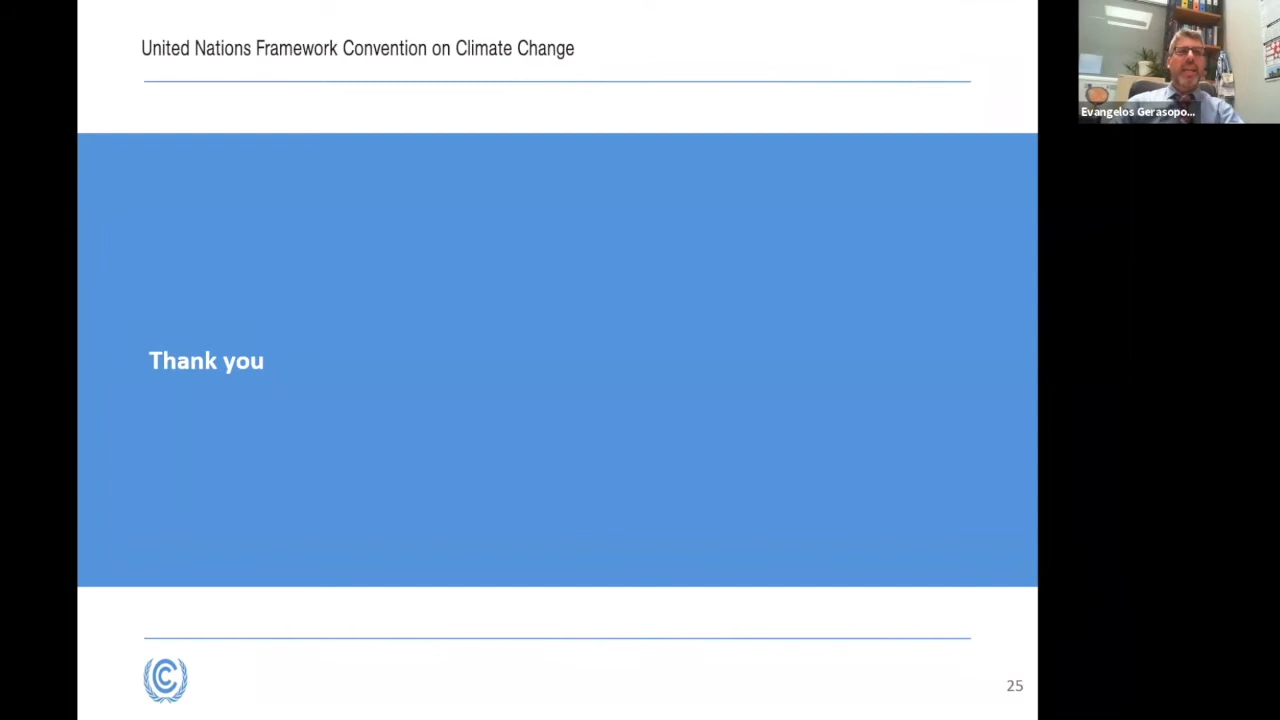 United Nations Framework Convention on Climate Change
Evangelos Gerasopo...
Thank you
25